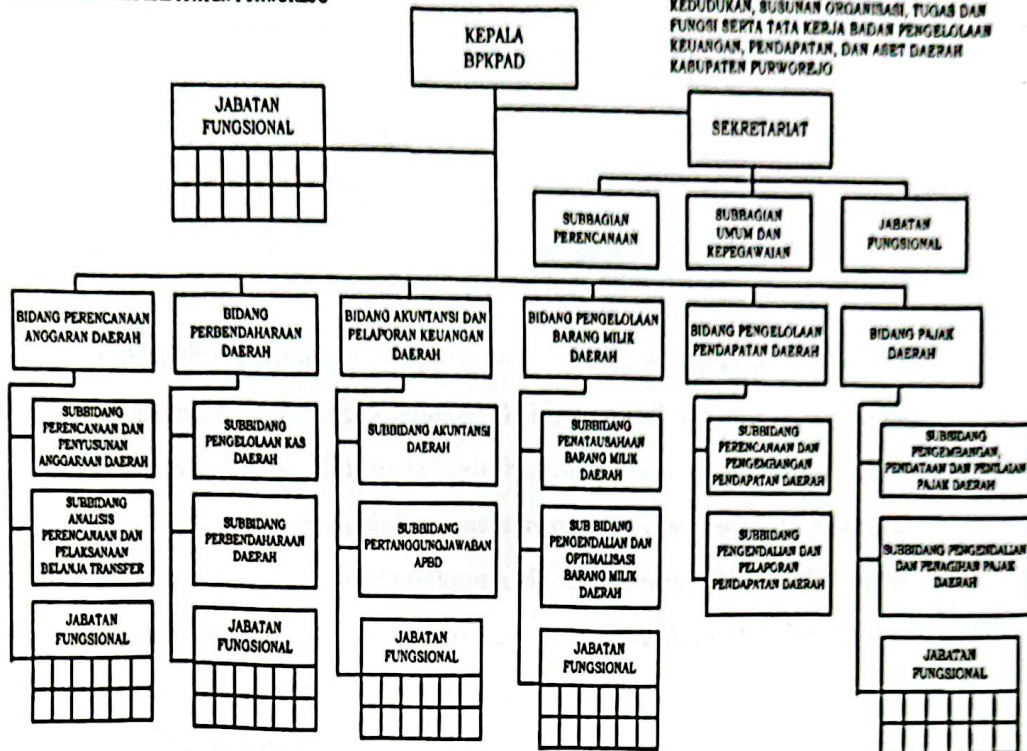 KEDUDUKAN, SUSUNAN ORGANISASI, TUGAS DAN
FUNGSI SERTA TATA KERJA BADAN PENGELOLAAN
KEUANGAN, PENDAPATAN, DAN ASET DAERAH
KABUPATEN PURWOREJO
KEPALA
BPKPAD
JABATAN
FUNGSIONAL
SEKRETARIAT
SUBBAGIAN
PERENCANAAN
SUBBAGIAN
UMUM DAN
KEPEGAWAIAN
JABATAN
FUNGSIONAL
BIDANG PERENCANAAN
ANGGARAN DAERAH
BIDANG
PERBENDAHARAAN
DAERAH
BIDANG AKUNTANSI DAN
PELAPORAN KEUANGAN
DAERAH
BIDANG PENGELOLAAN
BARANG MILIK
DAERAH
BIDANG PENGELOLAAN
PENDAPATAN DAERAH
BIDANG PAJAK
DAERAH
SUBBIDANG
PERENCANAAN DAN
PENYUSUNAN
ANGGARAAN DAERAH
SUBBIDANG
PENGELOLAAN KAS
DAERAH
SUBBIDANG AKUNTANSI
DAERAH
SUBBIDANG
PENATAUSAHAAN
BARANG MILIK
DAERAH
SUBBIDANG
PERENCANAAN DAN
PENGEMBANGAN
PENDAPATAN DAERAH
SUBBIDANG
PENGEMBANGAN,
PENDATAAN DAN PENILAIAN
PAJAK DAERAH
SUBBIDANG
ANALISIS
PERENCANAAN DAN
PELAKSANAAN
BELANJA TRANSFER
SUBBIDANG
PERBENDAHARAAN
DAERAH
SUBBIDANG
PERTANGGUNGJAWABAN
APBD
SUB BIDANG
PENGENDALIAN DAN
OPTIMALISASI
BARANG MILIK
DAERAH
SUBBIDANG
PENGENDALIAN DAN
PELAPORAN
PENDAPATAN DAERAH
SUBBIDANG PENGENDALIAN
DAN PENAGIHAN PAJAK
DAERAH
JABATAN
FUNGSIONAL
JABATAN
FUNGSIONAL
JABATAN
FUNGSIONAL
JABATAN
FUNGSIONAL
JABATAN
FUNGSIONAL